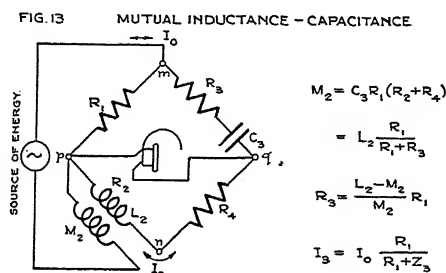 FIG.13 MUTUAL INDUCTANCE - CAPACITANCE
I₀
m
R₁
R₃
C₃
SOURCE OF ENERGY.
p
q
R₂
L₂
R₄
M₂
n
M₂ = C₃R₁(R₂+R₄)
= L₂ R₁/(R₁+R₃)
R₃ = (L₂-M₂)/M₂ R₁
I₃ = I₀ R₁/(R₁+Z₃)